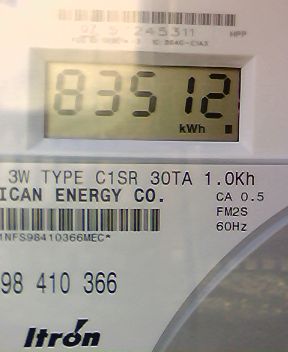 83512
kWh
3W TYPE C1SR 30TA 1.0Kh
ICAN ENERGY CO.
CA 0.5
FM2S
60Hz
1NFS98410366MEC*
98 410 366
Itrón